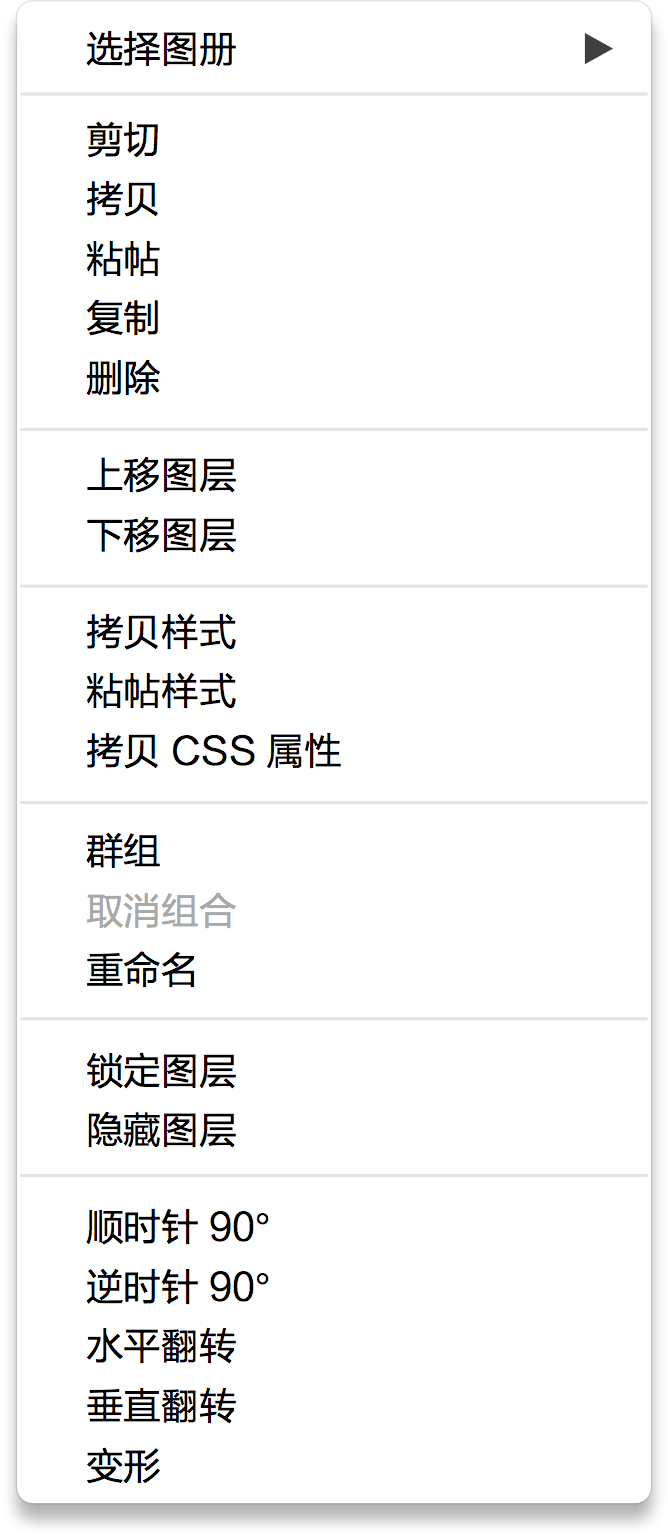 选择图册
剪切
拷贝
粘帖
复制
删除
上移图层
下移图层
拷贝样式
粘帖样式
拷贝 CSS 属性
群组
取消组合
重命名
锁定图层
隐藏图层
顺时针 90°
逆时针 90°
水平翻转
垂直翻转
变形